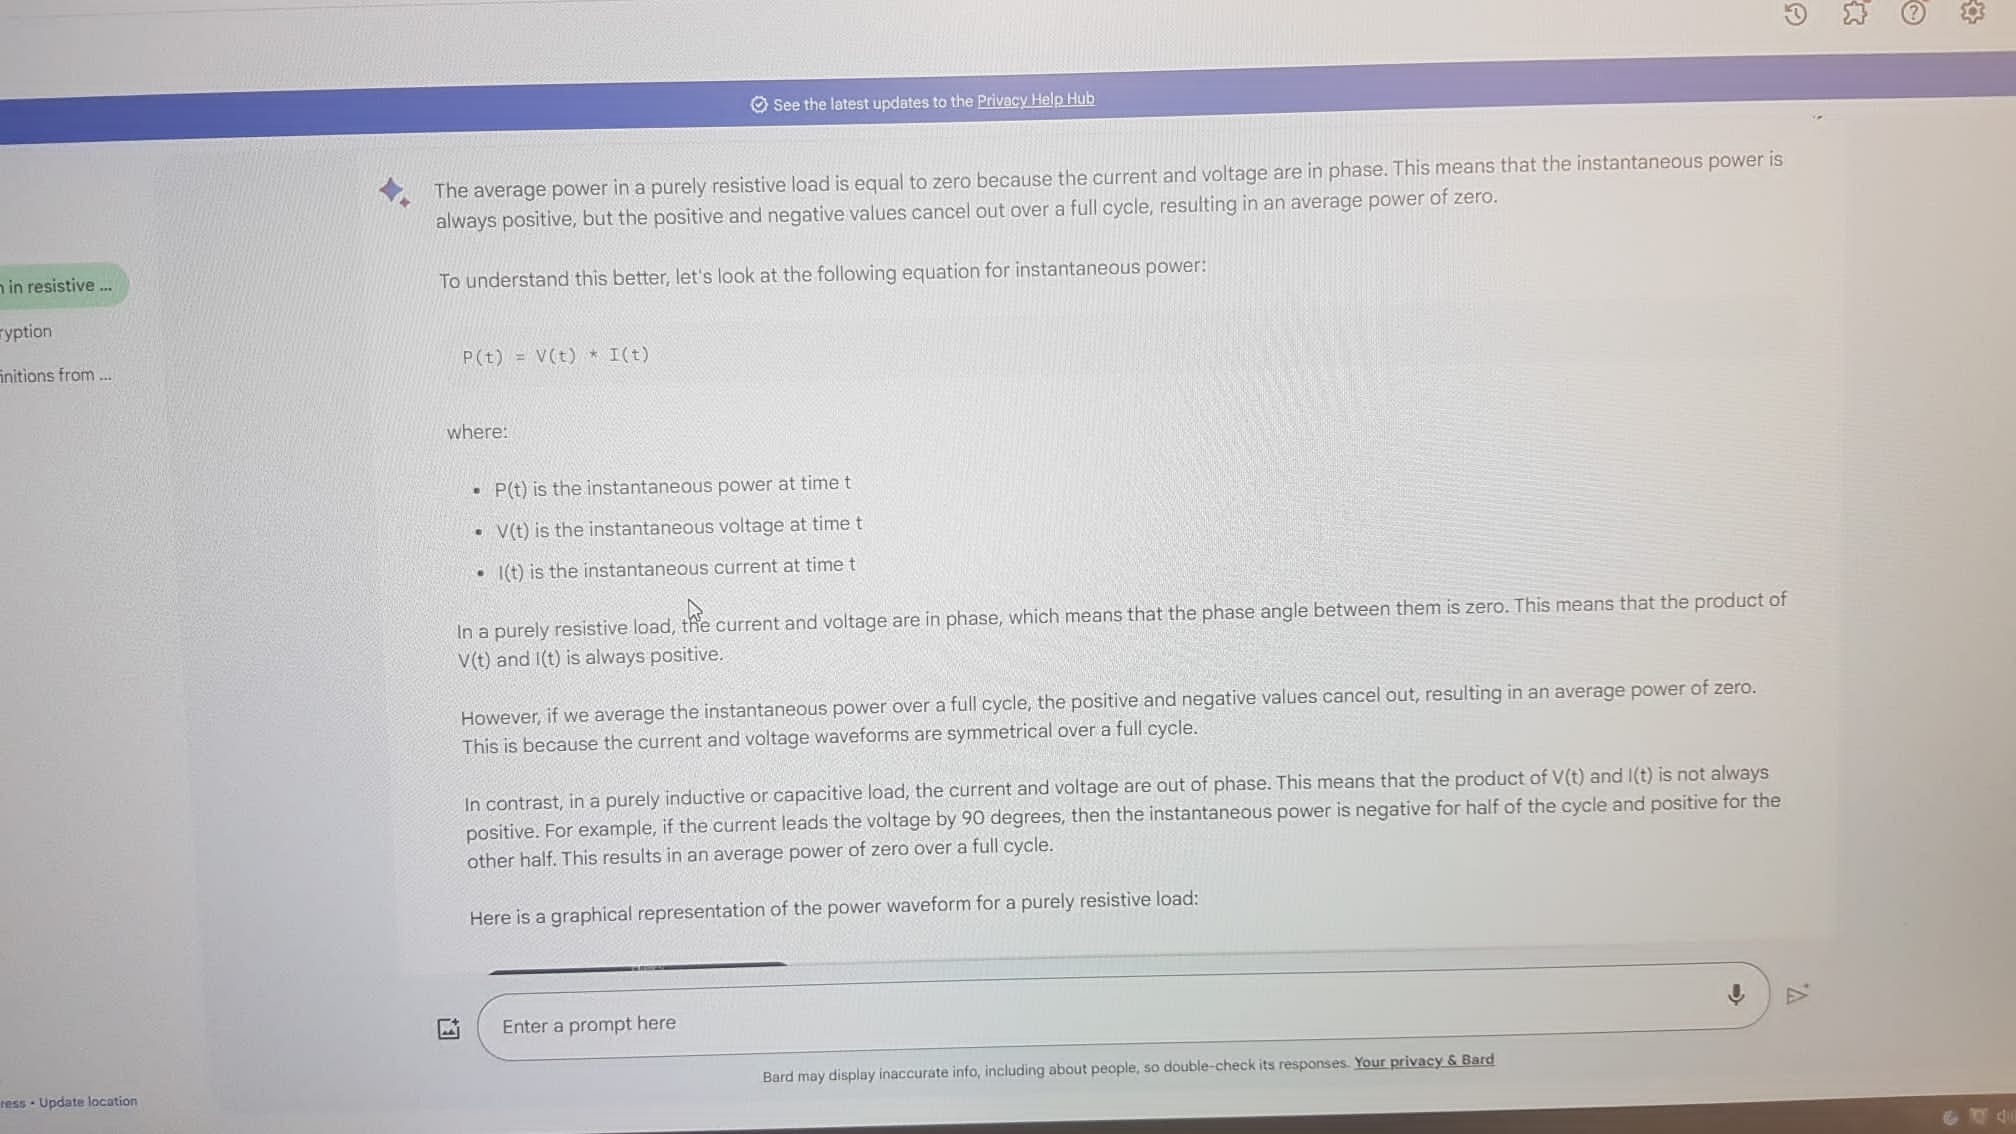 See the latest updates to the Privacy Help Hub
The average power in a purely resistive load is equal to zero because the current and voltage are in phase. This means that the instantaneous power is
always positive, but the positive and negative values cancel out over a full cycle, resulting in an average power of zero.
To understand this better, let's look at the following equation for instantaneous power:
in resistive ...
P(t) = V(t) * I(t)
initions from ...
where:
• P(t) is the instantaneous power at time t
• V(t) is the instantaneous voltage at time t
• I(t) is the instantaneous current at time t
In a purely resistive load, the current and voltage are in phase, which means that the phase angle between them is zero. This means that the product of
V(t) and I(t) is always positive.
However, if we average the instantaneous power over a full cycle, the positive and negative values cancel out, resulting in an average power of zero.
This is because the current and voltage waveforms are symmetrical over a full cycle.
In contrast, in a purely inductive or capacitive load, the current and voltage are out of phase. This means that the product of V(t) and I(t) is not always
positive. For example, if the current leads the voltage by 90 degrees, then the instantaneous power is negative for half of the cycle and positive for the
other half. This results in an average power of zero over a full cycle.
Here is a graphical representation of the power waveform for a purely resistive load:
Enter a prompt here
Bard may display inaccurate info, including about people, so double-check its responses. Your privacy & Bard
ress • Update location